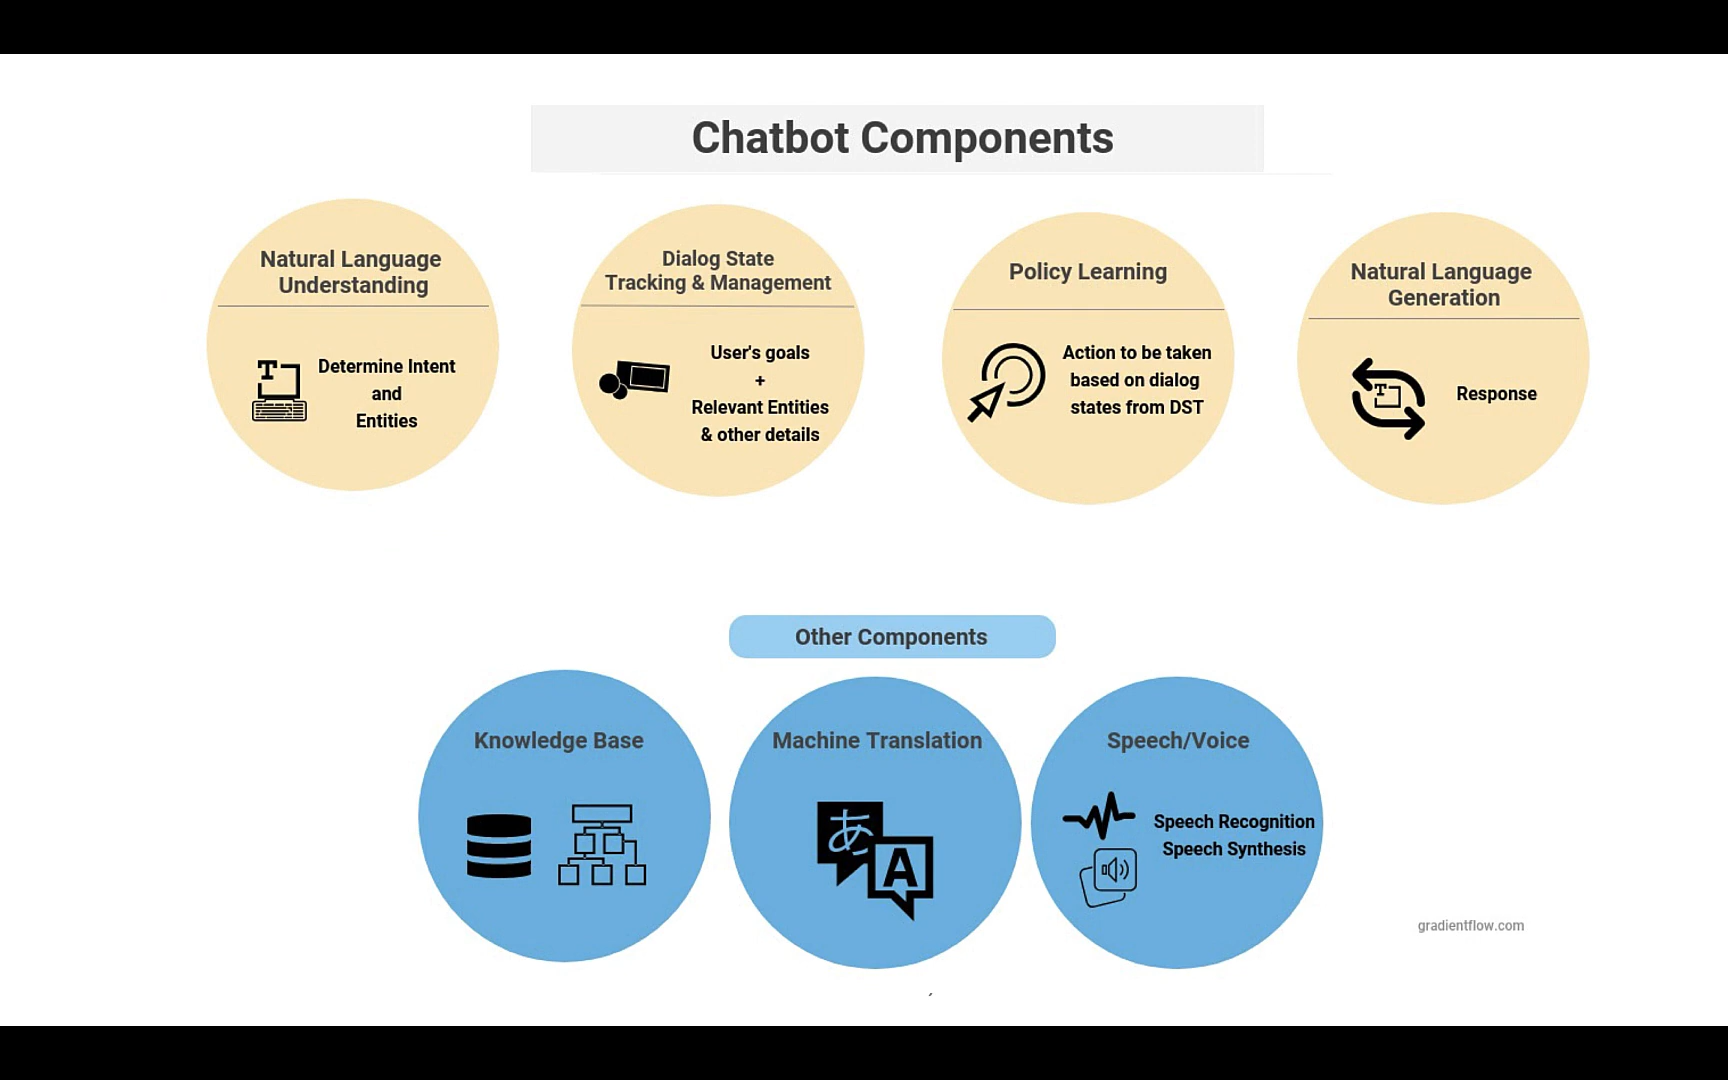 Chatbot Components
Natural Language
Understanding
Determine Intent
and
Entities
Dialog State
Tracking & Management
User's goals
+
Relevant Entities
& other details
Policy Learning
Action to be taken
based on dialog
states from DST
Natural Language
Generation
T
T
Response
Other Components
Knowledge Base
Machine Translation
あ
A
Speech/Voice
Speech Recognition
Speech Synthesis
gradientflow.com